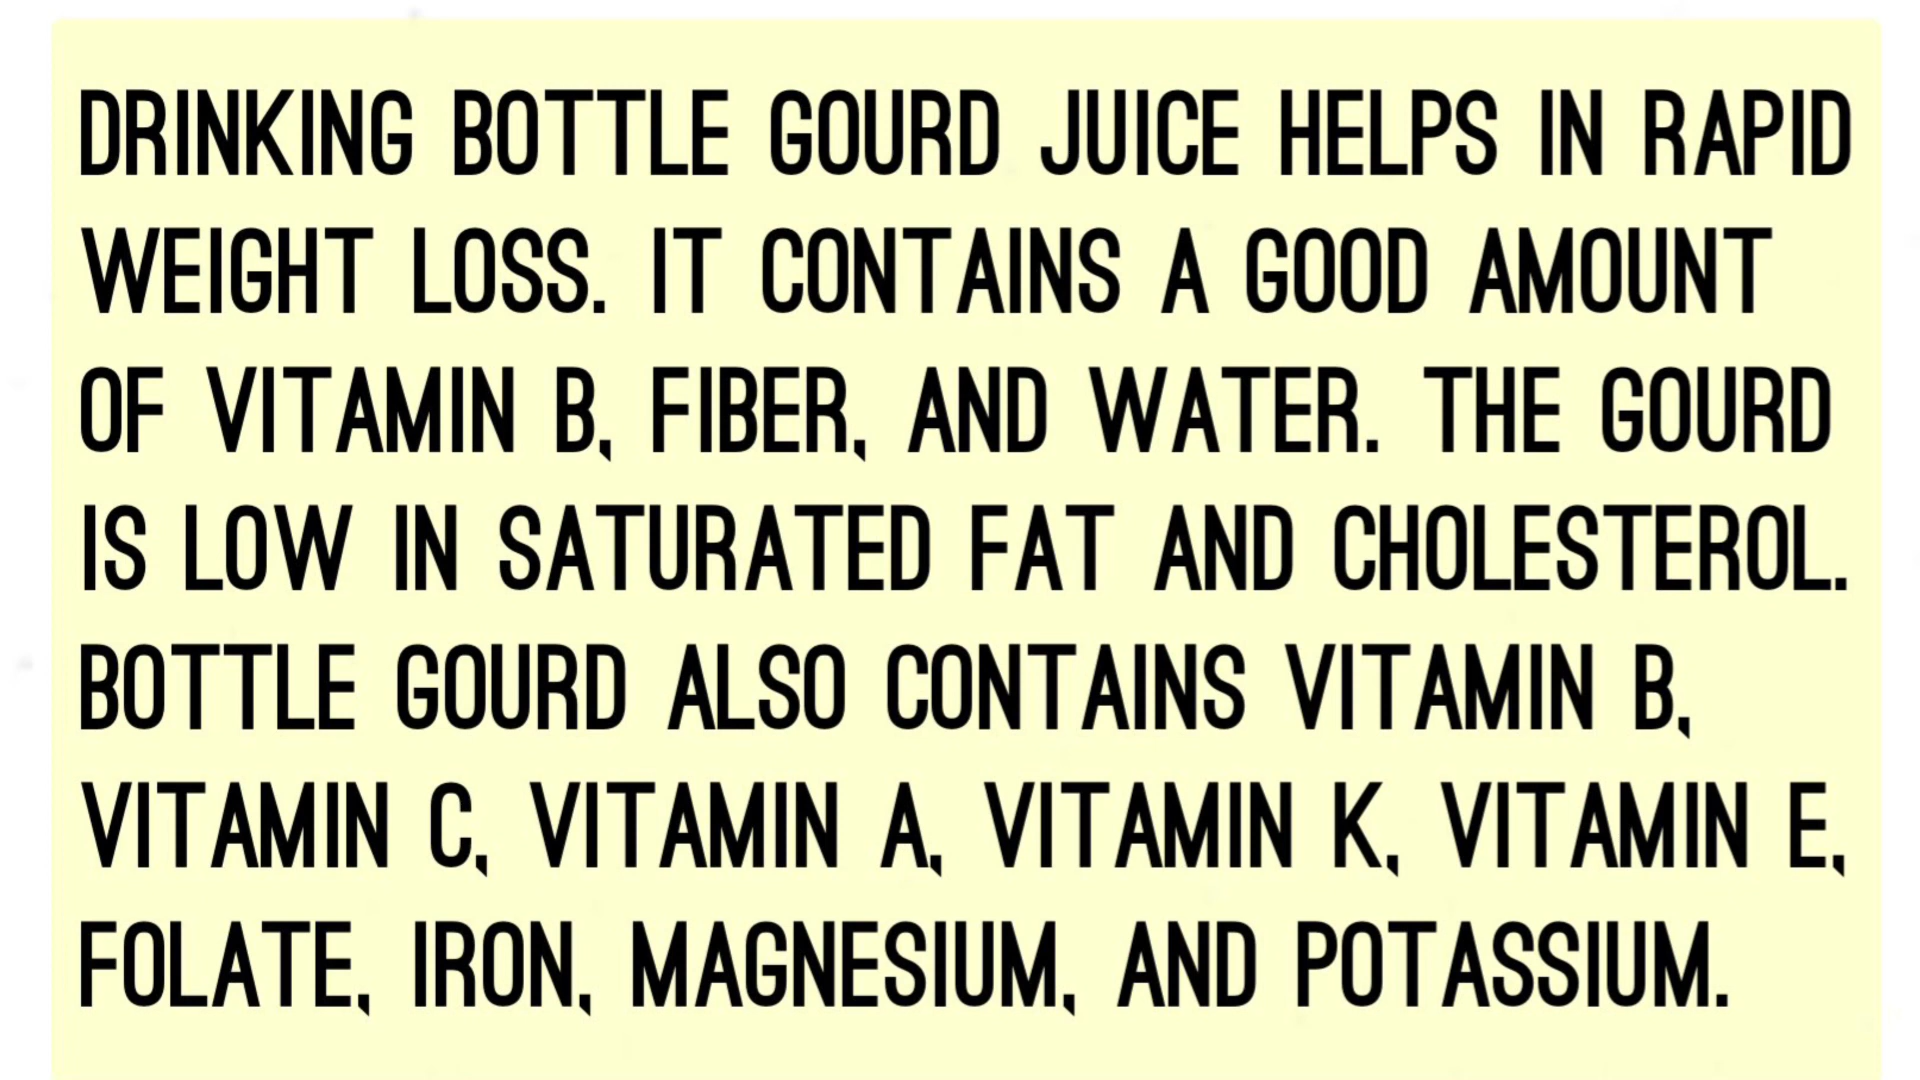 DRINKING BOTTLE GOURD JUICE HELPS IN RAPID
WEIGHT LOSS. IT CONTAINS A GOOD AMOUNT
OF VITAMIN B, FIBER, AND WATER. THE GOURD
IS LOW IN SATURATED FAT AND CHOLESTEROL.
BOTTLE GOURD ALSO CONTAINS VITAMIN B,
VITAMIN C, VITAMIN A, VITAMIN K, VITAMIN E,
FOLATE, IRON, MAGNESIUM, AND POTASSIUM.